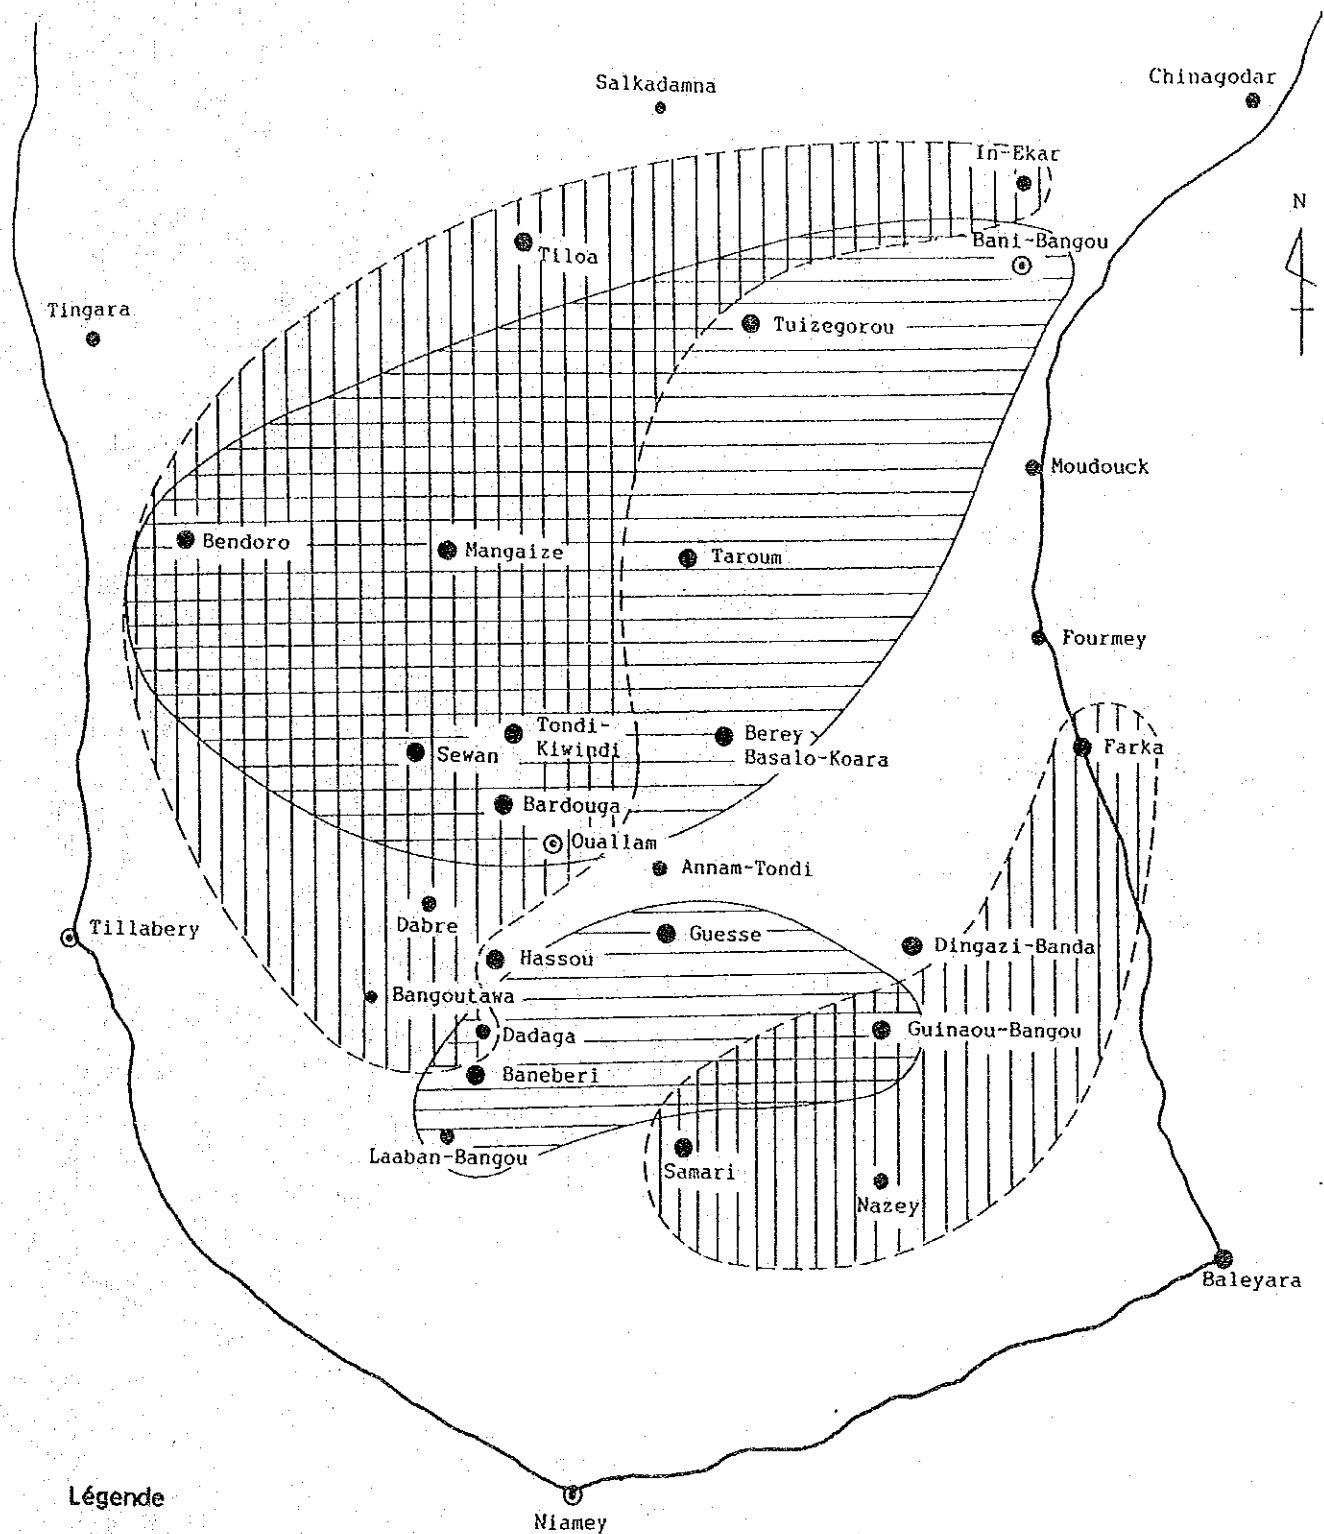 Salkadamna
Chinagodar
In-Ekar
N
Bani-Bangou
Tiloa
Tingara
Tuizegorou
Moudouck
Bendoro
Mangaize
Taroum
Fourmey
Tondi-
Kiwindi
Sewan
Berey
Basalo-Koara
Farka
Bardouga
Ouallam
Annam-Tondi
Dabre
Tillabery
Guesse
Dingazi-Banda
Hassou
Bangoutawa
Dadaga
Guinaou-Bangou
Baneberi
Laaban-Bangou
Samari
Nazey
Baleyara
Légende
Niamey